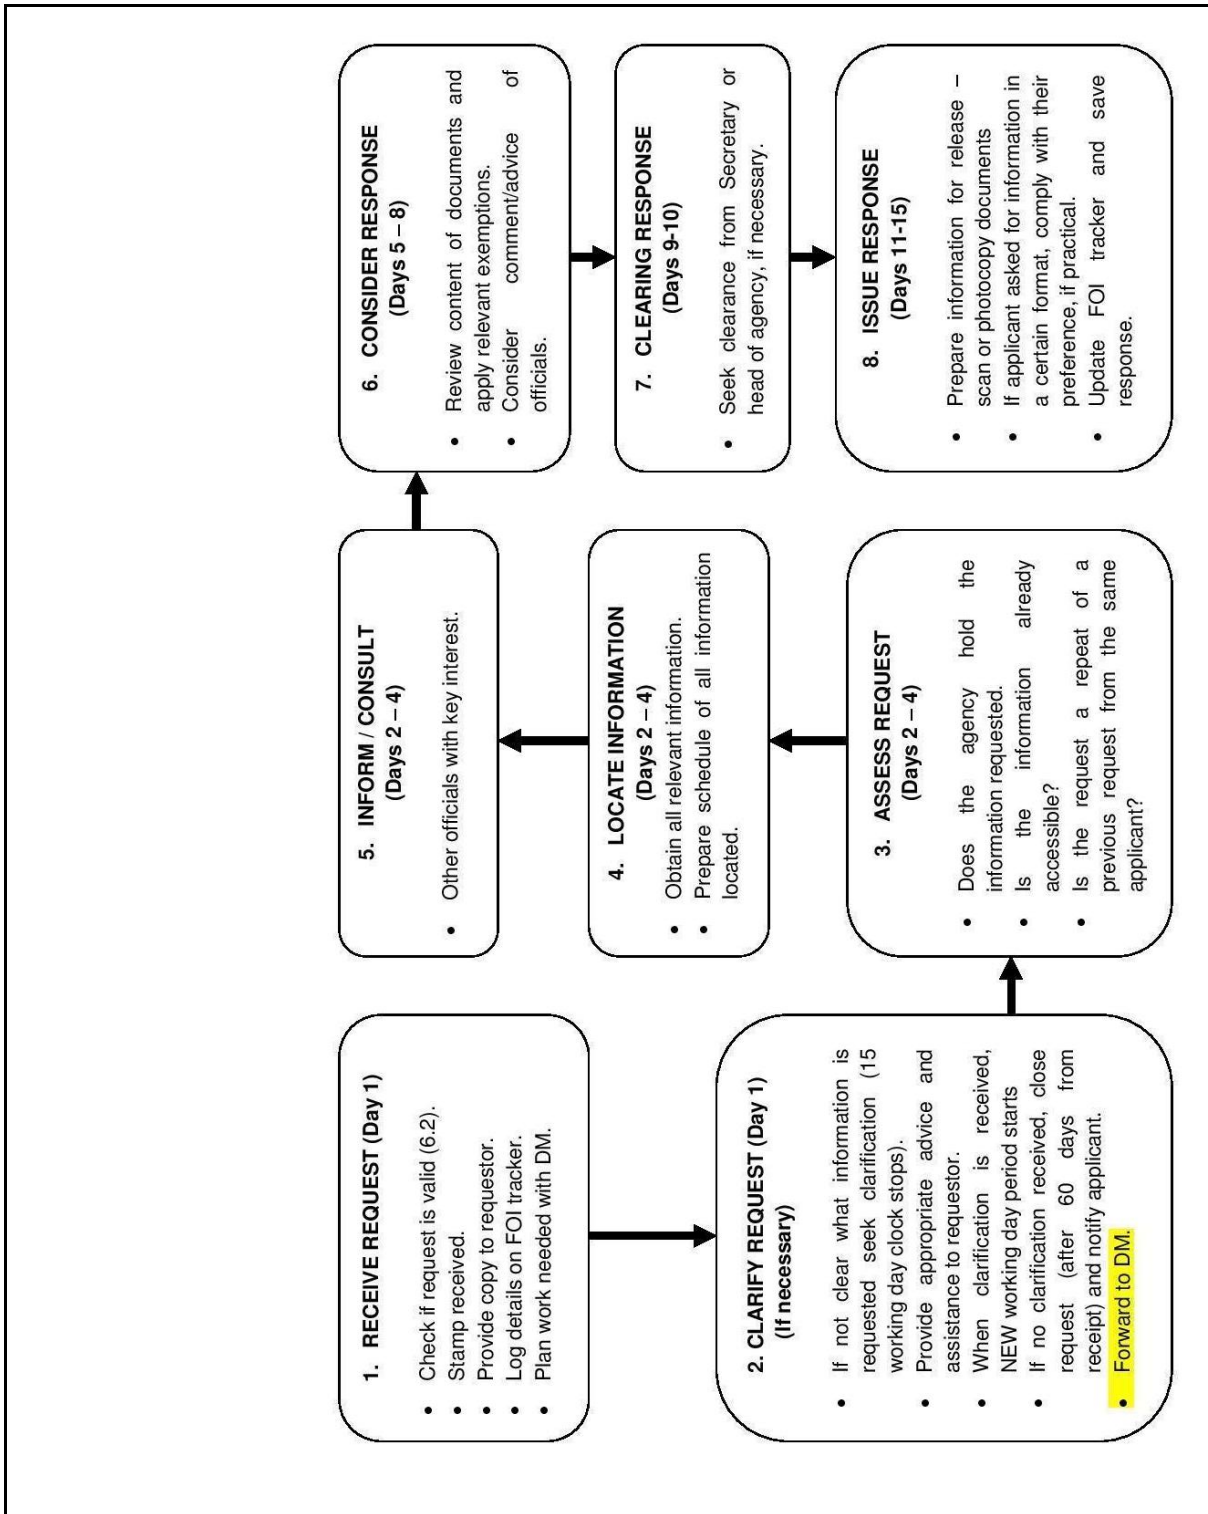 1. RECEIVE REQUEST (Day 1)
• Check if request is valid (6.2).
• Stamp received.
• Provide copy to requestor.
• Log details on FOI tracker.
• Plan work needed with DM.
2. CLARIFY REQUEST (Day 1)
(If necessary)
• If not clear what information is
requested seek clarification (15
working day clock stops).
• Provide appropriate advice and
assistance to requestor.
• When clarification is received,
NEW working day period starts
• If no clarification received, close
request (after 60 days from
receipt) and notify applicant.
• Forward to DM.
3. ASSESS REQUEST
(Days 2 – 4)
• Does the agency hold the
information requested.
• Is the information already
accessible?
• Is the request a repeat of a
previous request from the same
applicant?
4. LOCATE INFORMATION
(Days 2 – 4)
• Obtain all relevant information.
• Prepare schedule of all information
located.
5. INFORM / CONSULT
(Days 2 – 4)
• Other officials with key interest.
6. CONSIDER RESPONSE
(Days 5 – 8)
• Review content of documents and
apply relevant exemptions.
• Consider comment/advice of
officials.
7. CLEARING RESPONSE
(Days 9-10)
• Seek clearance from Secretary or
head of agency, if necessary.
8. ISSUE RESPONSE
(Days 11-15)
• Prepare information for release –
scan or photocopy documents
• If applicant asked for information in
a certain format, comply with their
preference, if practical.
• Update FOI tracker and save
response.